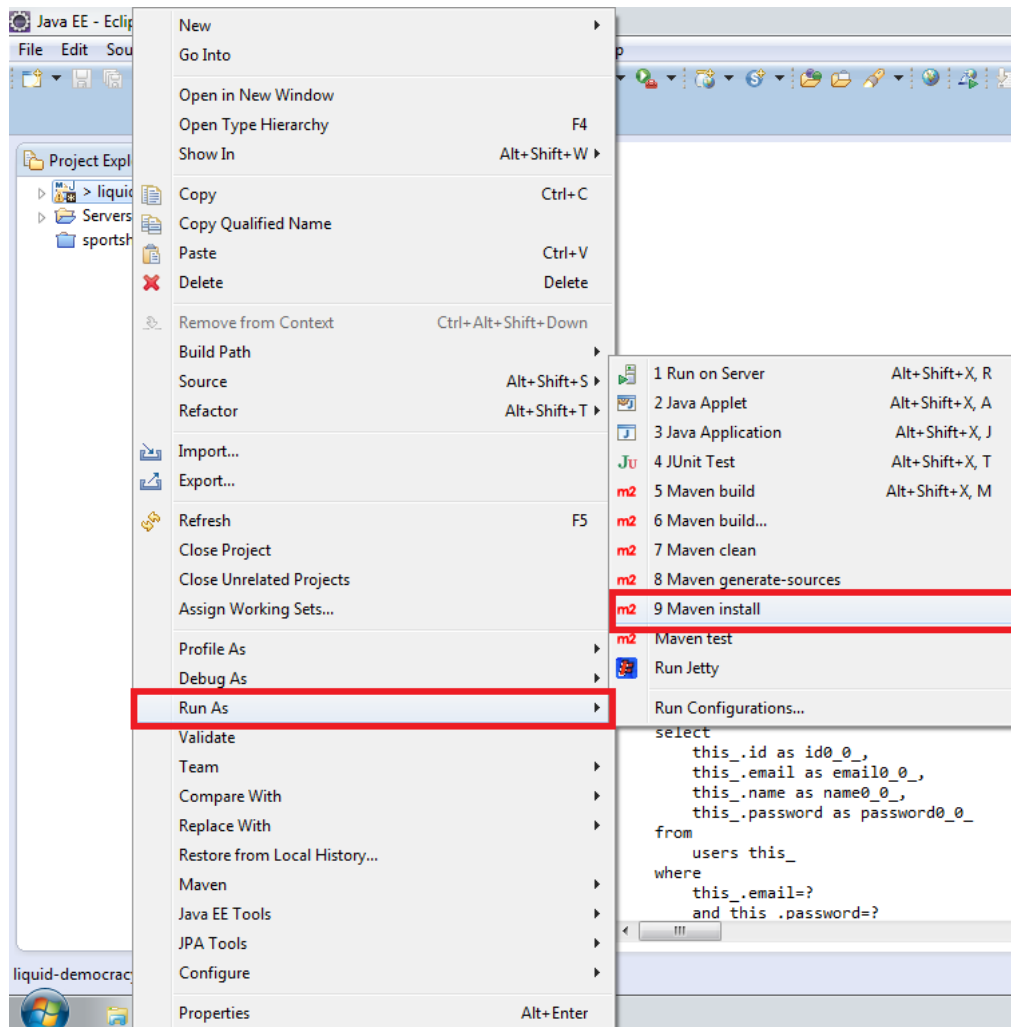 Java EE - Eclip
File Edit Sou
p
Project Expl
> liquid
Servers
sportsh
New
Go Into
Open in New Window
Open Type Hierarchy F4
Show In Alt+Shift+W
Copy Ctrl+C
Copy Qualified Name
Paste Ctrl+V
Delete Delete
Remove from Context Ctrl+Alt+Shift+Down
Build Path
Source Alt+Shift+S
Refactor Alt+Shift+T
Import...
Export...
Refresh F5
Close Project
Close Unrelated Projects
Assign Working Sets...
Profile As
Debug As
Run As
Validate
Team
Compare With
Replace With
Restore from Local History...
Maven
Java EE Tools
JPA Tools
Configure
Properties Alt+Enter
1 Run on Server Alt+Shift+X, R
2 Java Applet Alt+Shift+X, A
3 Java Application Alt+Shift+X, J
Ju 4 JUnit Test Alt+Shift+X, T
m2 5 Maven build Alt+Shift+X, M
m2 6 Maven build...
m2 7 Maven clean
m2 8 Maven generate-sources
m2 9 Maven install
m2 Maven test
Run Jetty
Run Configurations...
select
this_.id as id0_0_,
this_.email as email0_0_,
this_.name as name0_0_,
this_.password as password0_0_
from
users this_
where
this_.email=?
and this_.password=?
liquid-democrac